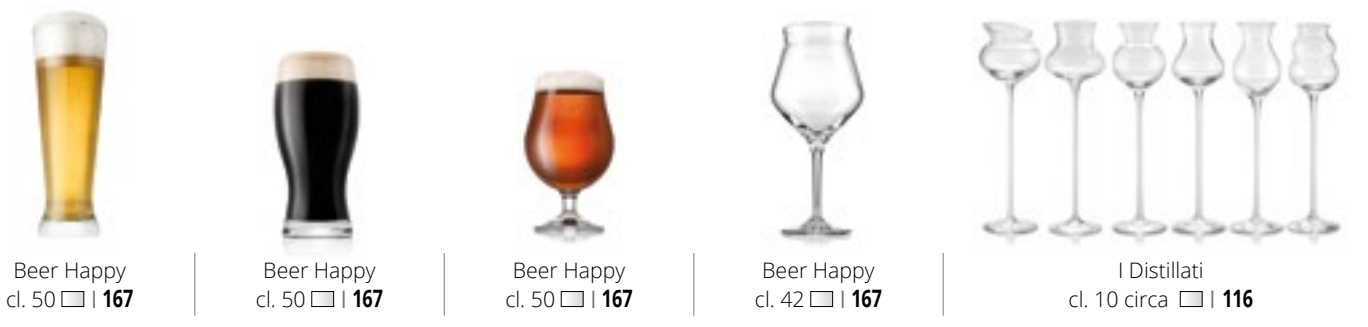 Beer Happy
cl. 50 | 167
Beer Happy
cl. 50 | 167
Beer Happy
cl. 50 | 167
Beer Happy
cl. 42 | 167
I Distillati
cl. 10 circa | 116